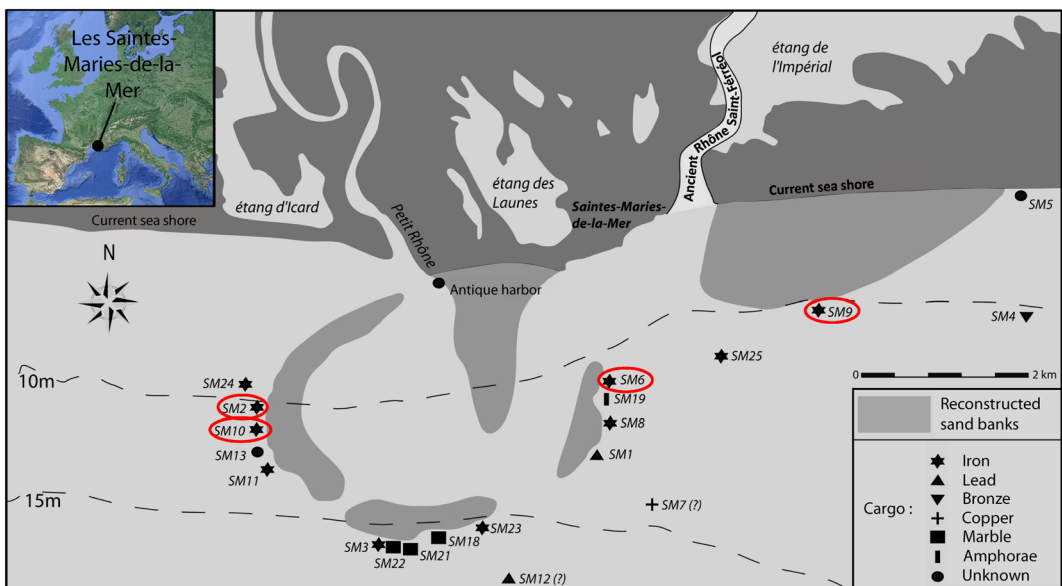 Les Saintes-
Maries-de-la-
Mer
étang de
l'Impérial
Ancient Rhône Saint-Férréol
étang d'Icard
étang des
Launes
Saintes-Maries-
de-la-Mer
Current sea shore
SM5
Current sea shore
Petit Rhône
N
Antique harbor
SM9
SM4
SM25
10m
SM24
SM6
0 2 km
SM2
SM19
SM10
SM8
SM13
SM1
SM11
15m
SM7 (?)
SM23
SM18
SM3
SM21
SM22
SM12 (?)
Reconstructed
sand banks
Cargo :
Iron
Lead
Bronze
Copper
Marble
Amphorae
Unknown